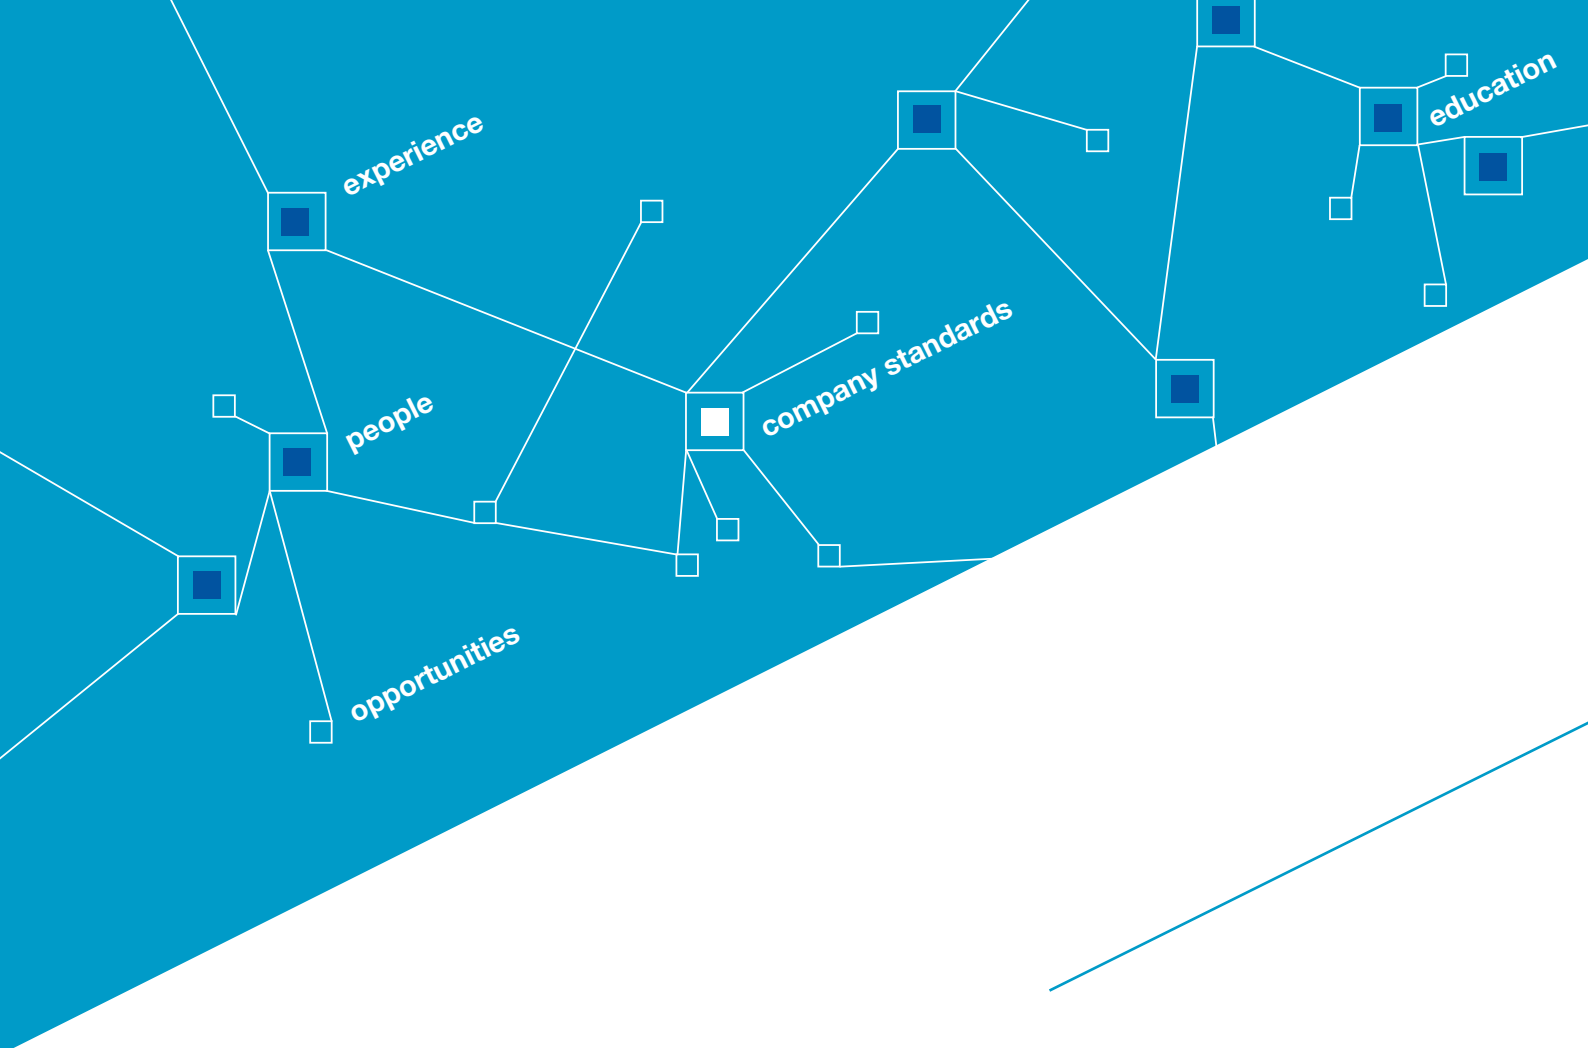 education
experience
company standards
people
opportunities